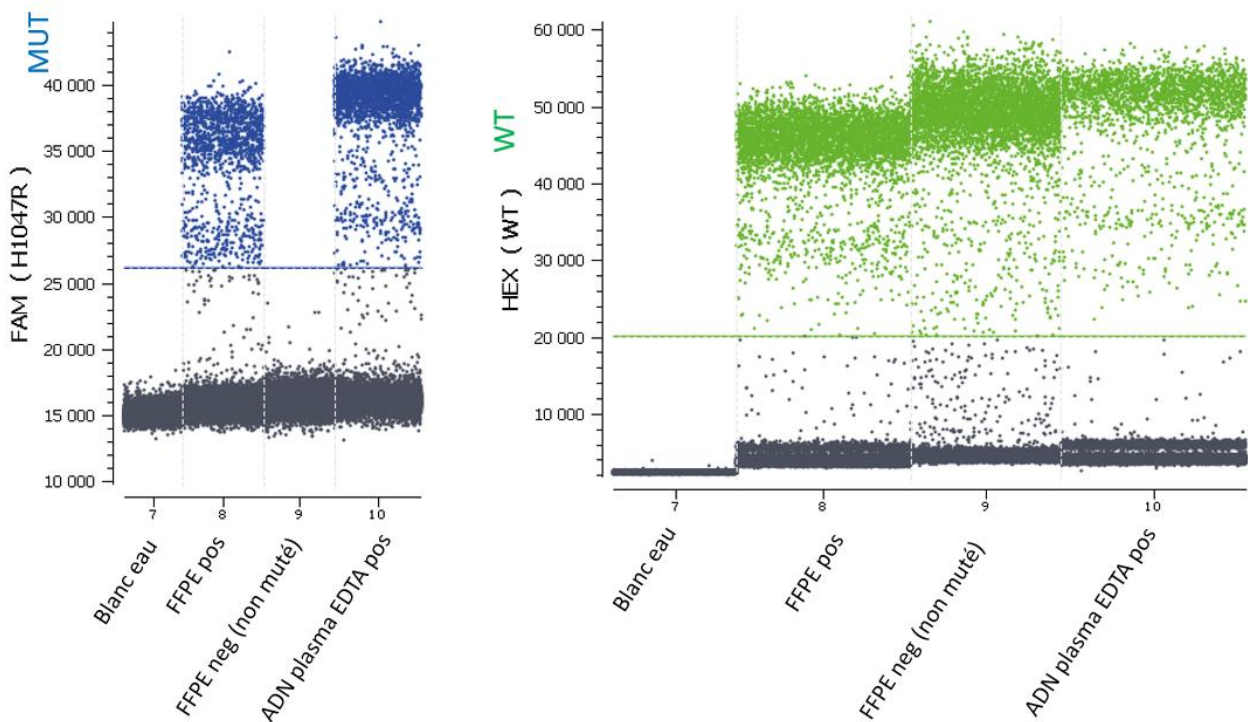 MUT
FAM ( H1047R )
40 000
35 000
30 000
25 000
20 000
15 000
10 000
7
8
9
10
Blanc eau
FFPE pos
FFPE neg (non muté)
ADN plasma EDTA pos
WT
HEX ( WT )
60 000
50 000
40 000
30 000
20 000
10 000
7
8
9
10
Blanc eau
FFPE pos
FFPE neg (non muté)
ADN plasma EDTA pos